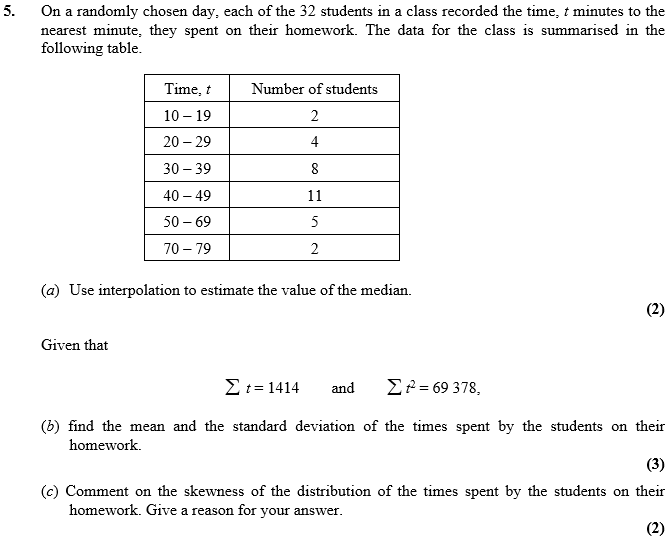 5. On a randomly chosen day, each of the 32 students in a class recorded the time, t minutes to the
nearest minute, they spent on their homework. The data for the class is summarised in the
following table.
Time, t Number of students
10 – 19 2
20 – 29 4
30 – 39 8
40 – 49 11
50 – 69 5
70 – 79 2
(a) Use interpolation to estimate the value of the median.
(2)
Given that
∑ t = 1414 and ∑ t² = 69 378,
(b) find the mean and the standard deviation of the times spent by the students on their
homework.
(3)
(c) Comment on the skewness of the distribution of the times spent by the students on their
homework. Give a reason for your answer.
(2)